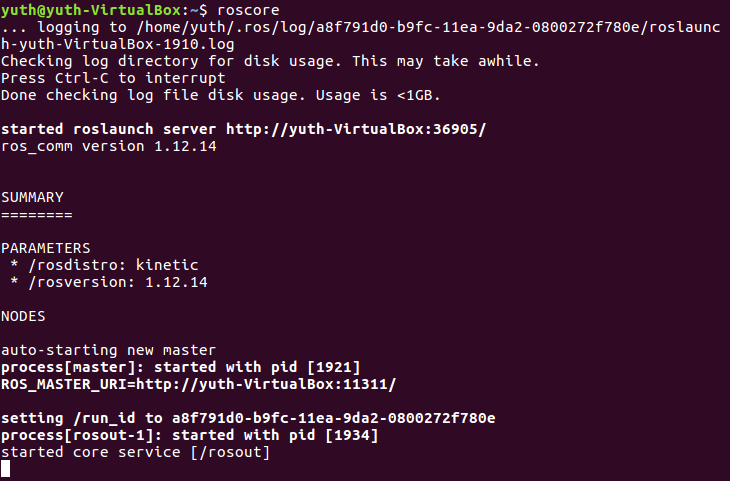 yuth@yuth-VirtualBox:~$ roscore
... logging to /home/yuth/.ros/log/a8f791d0-b9fc-11ea-9da2-0800272f780e/roslaunc
h-yuth-VirtualBox-1910.log
Checking log directory for disk usage. This may take awhile.
Press Ctrl-C to interrupt
Done checking log file disk usage. Usage is <1GB.

started roslaunch server http://yuth-VirtualBox:36905/
ros_comm version 1.12.14

SUMMARY
========

PARAMETERS
 * /rosdistro: kinetic
 * /rosversion: 1.12.14

NODES

auto-starting new master
process[master]: started with pid [1921]
ROS_MASTER_URI=http://yuth-VirtualBox:11311/

setting /run_id to a8f791d0-b9fc-11ea-9da2-0800272f780e
process[rosout-1]: started with pid [1934]
started core service [/rosout]